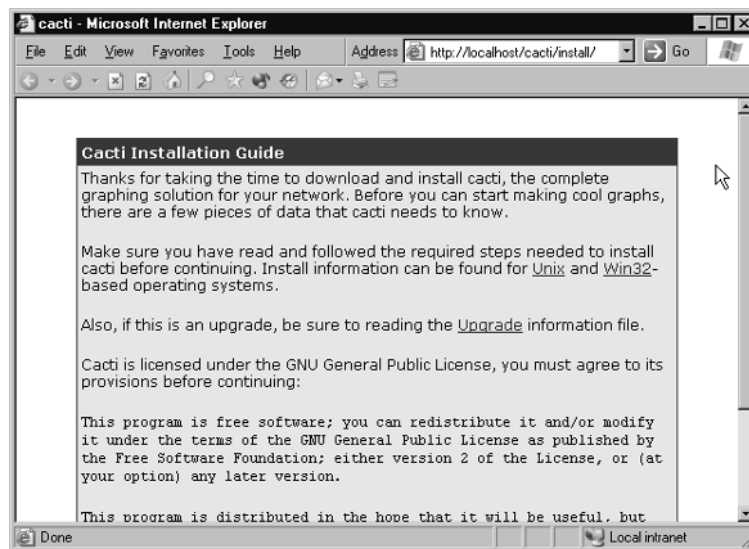 cacti - Microsoft Internet Explorer
File Edit View Favorites Tools Help Address http://localhost/cacti/install/ Go
Cacti Installation Guide
Thanks for taking the time to download and install cacti, the complete
graphing solution for your network. Before you can start making cool graphs,
there are a few pieces of data that cacti needs to know.
Make sure you have read and followed the required steps needed to install
cacti before continuing. Install information can be found for Unix and Win32-
based operating systems.
Also, if this is an upgrade, be sure to reading the Upgrade information file.
Cacti is licensed under the GNU General Public License, you must agree to its
provisions before continuing:
This program is free software; you can redistribute it and/or modify
it under the terms of the GNU General Public License as published by
the Free Software Foundation; either version 2 of the License, or (at
your option) any later version.
This program is distributed in the hope that it will be useful, but
Done Local intranet